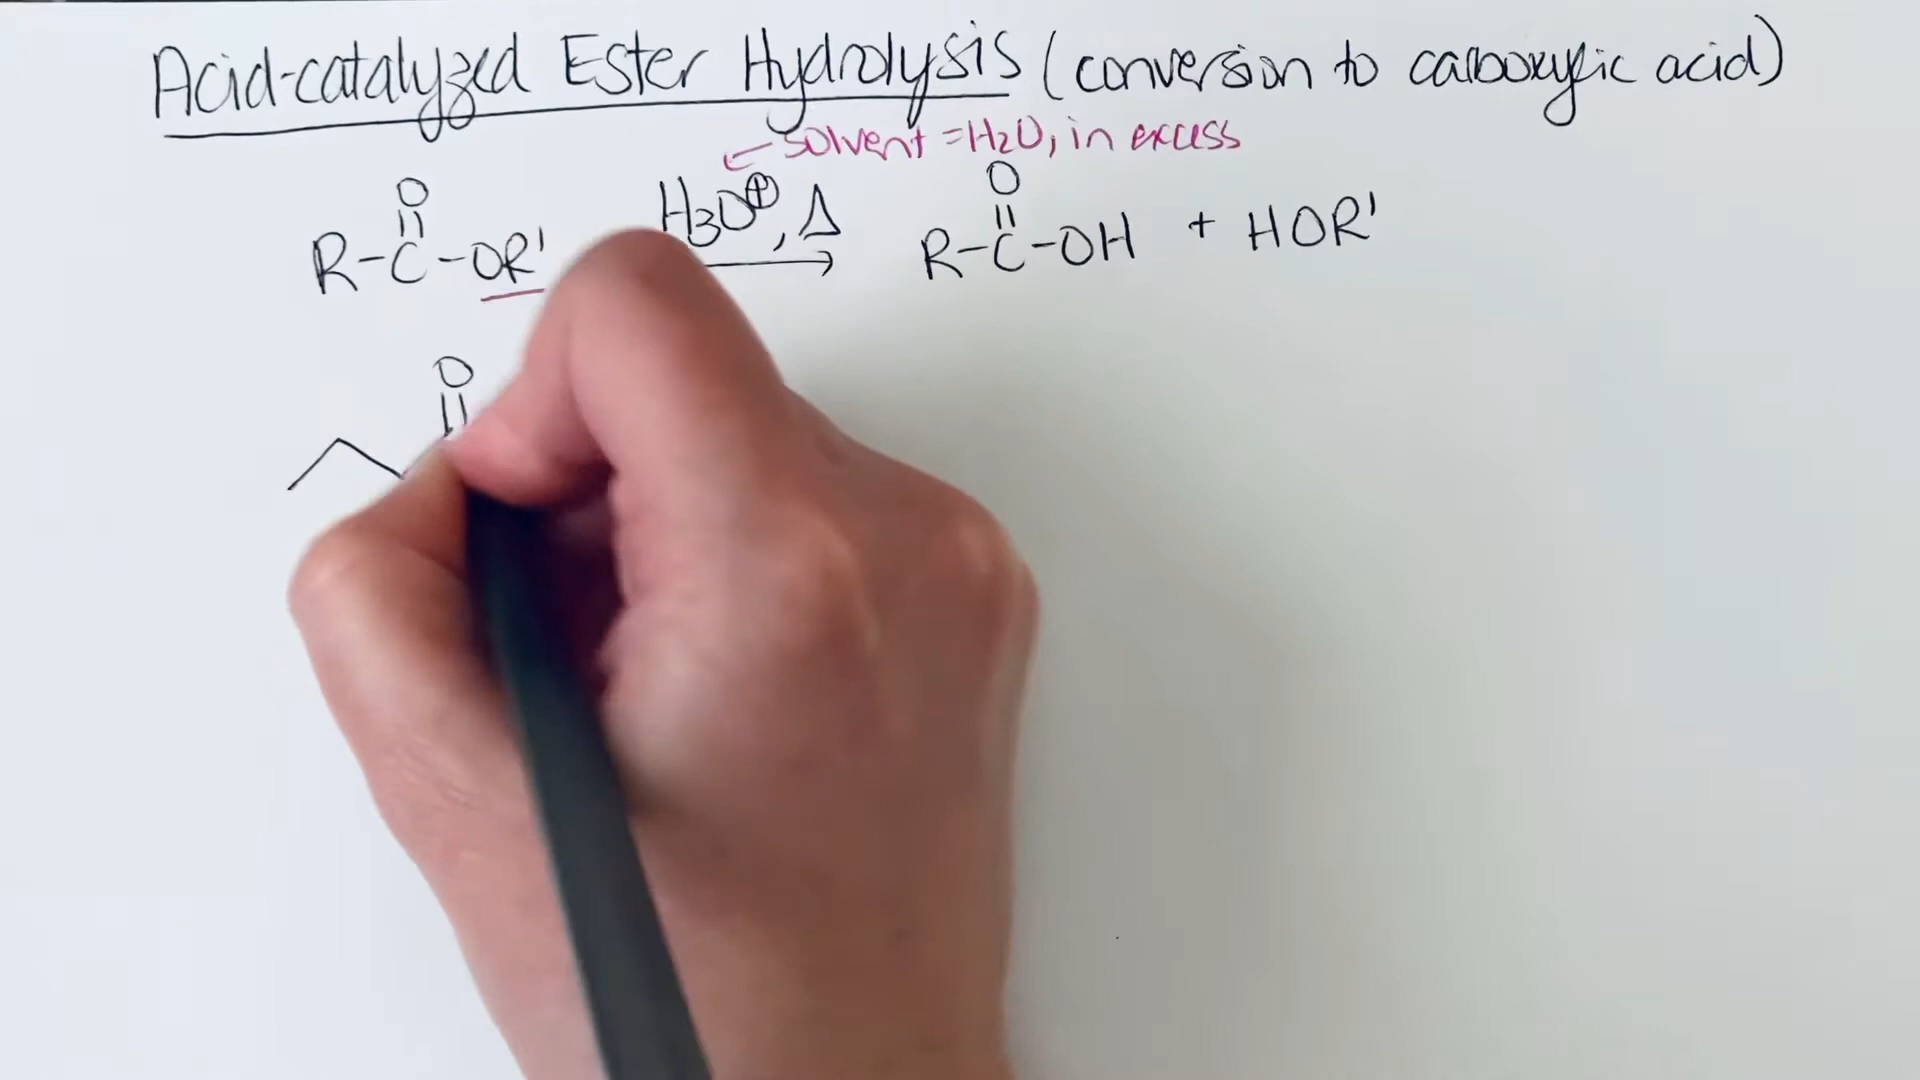 Acid-catalyzed Ester Hydrolysis (conversion to carboxylic acid)
solvent = H2O, in excess
O
R-C-OR' H3O⊕, Δ → O
R-C-OH + HOR'
O